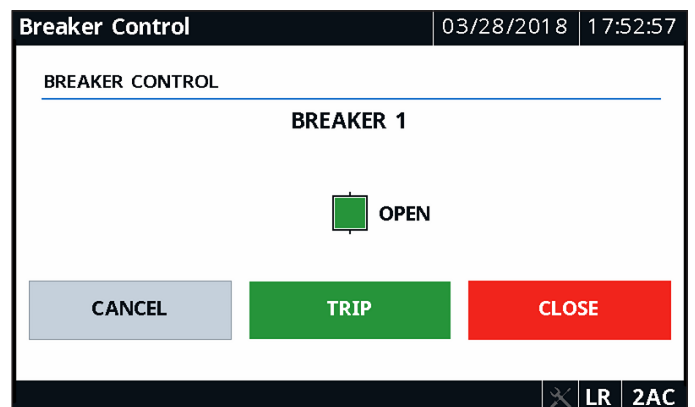 Breaker Control 03/28/2018 17:52:57
BREAKER CONTROL
BREAKER 1
OPEN
CANCEL TRIP CLOSE
LR 2AC